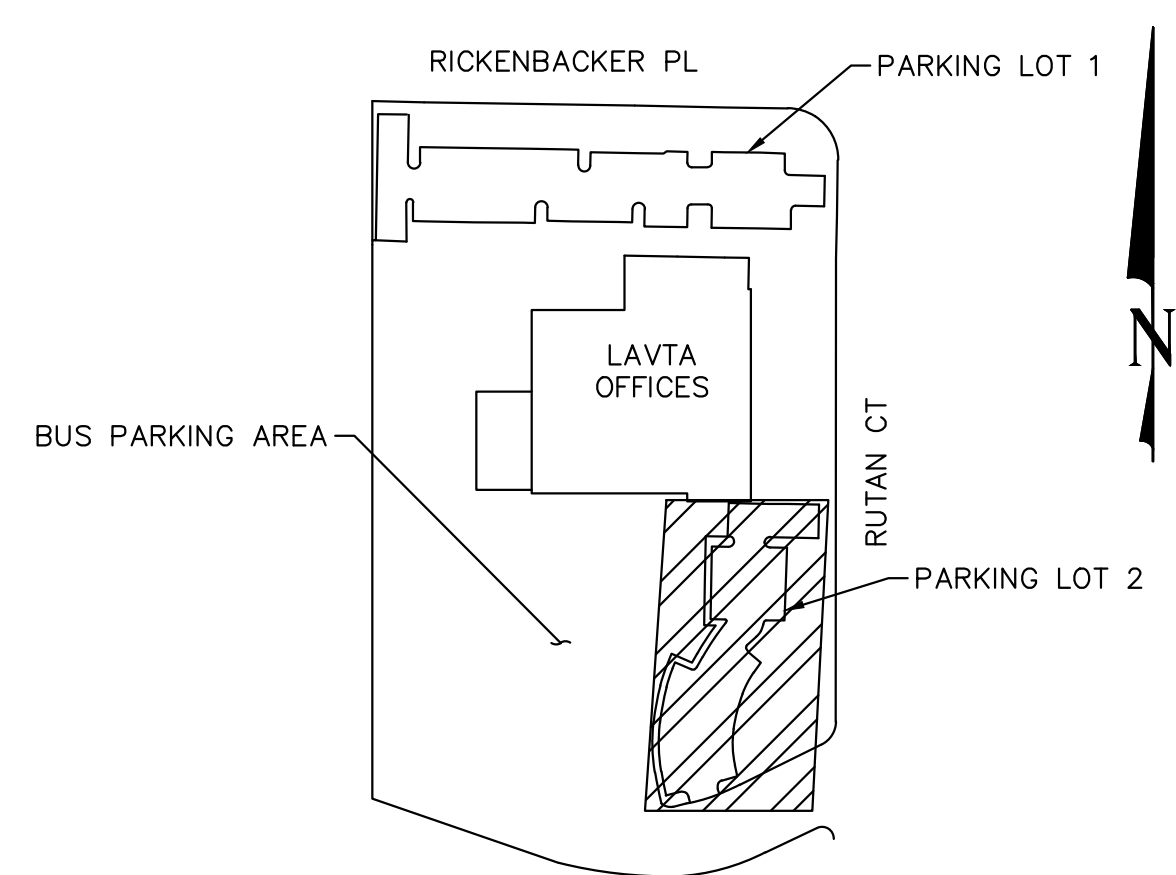 RICKENBACKER PL
PARKING LOT 1
N
LAVTA
OFFICES
BUS PARKING AREA
RUTAN CT
PARKING LOT 2